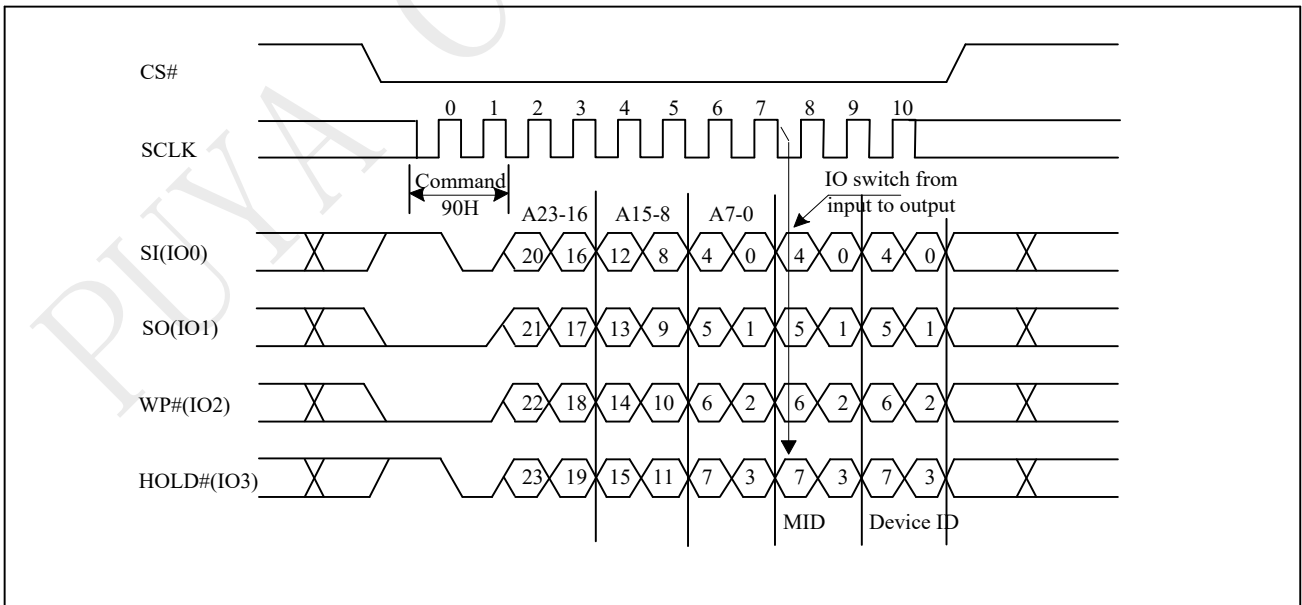 CS#
0 1 2 3 4 5 6 7 8 9 10
SCLK
Command
90H
IO switch from
input to output
A23-16 A15-8 A7-0
SI(IO0) 20 16 12 8 4 0 4 0 4 0
SO(IO1) 21 17 13 9 5 1 5 1 5 1
WP#(IO2) 22 18 14 10 6 2 6 2 6 2
HOLD#(IO3) 23 19 15 11 7 3 7 3 7 3
MID Device ID
PUYA